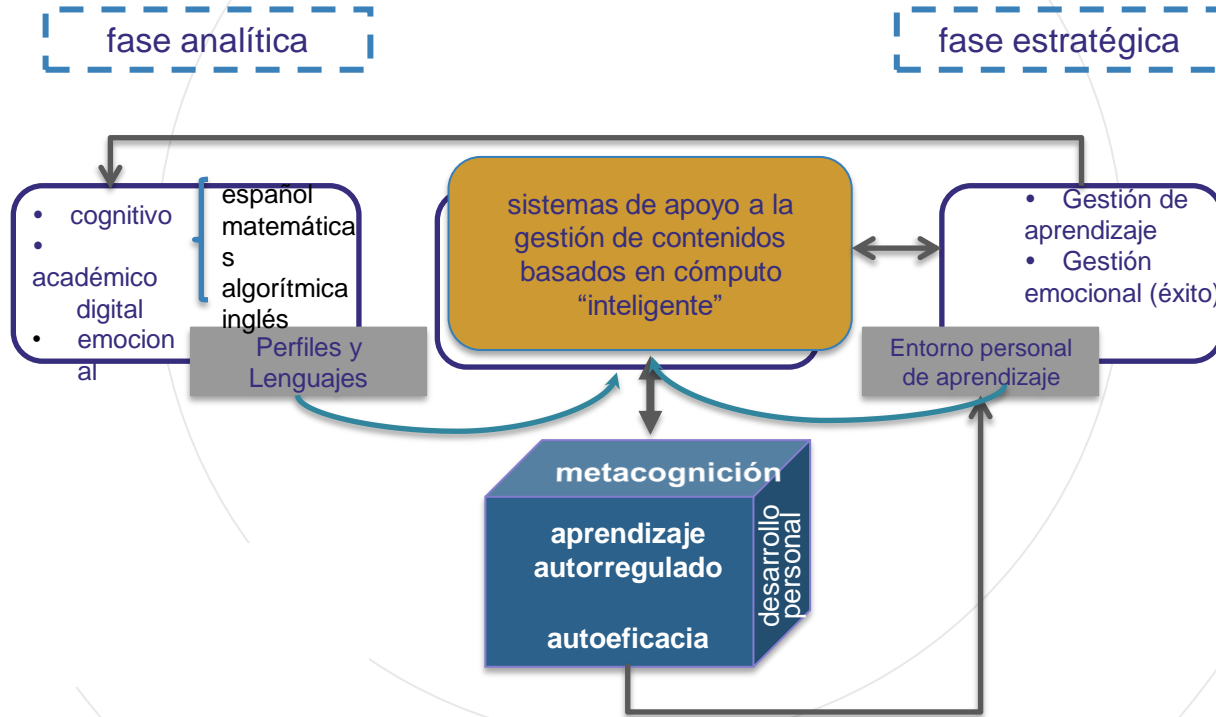 fase analítica
fase estratégica
• cognitivo
•
académico
digital
• emocion
al
español
matemática
s
algorítmica
inglés
Perfiles y
Lenguajes
sistemas de apoyo a la
gestión de contenidos
basados en cómputo
“inteligente”
• Gestión de
aprendizaje
• Gestión
emocional (éxito)
Entorno personal
de aprendizaje
metacognición
aprendizaje
autorregulado
autoeficacia
desarrollo
personal